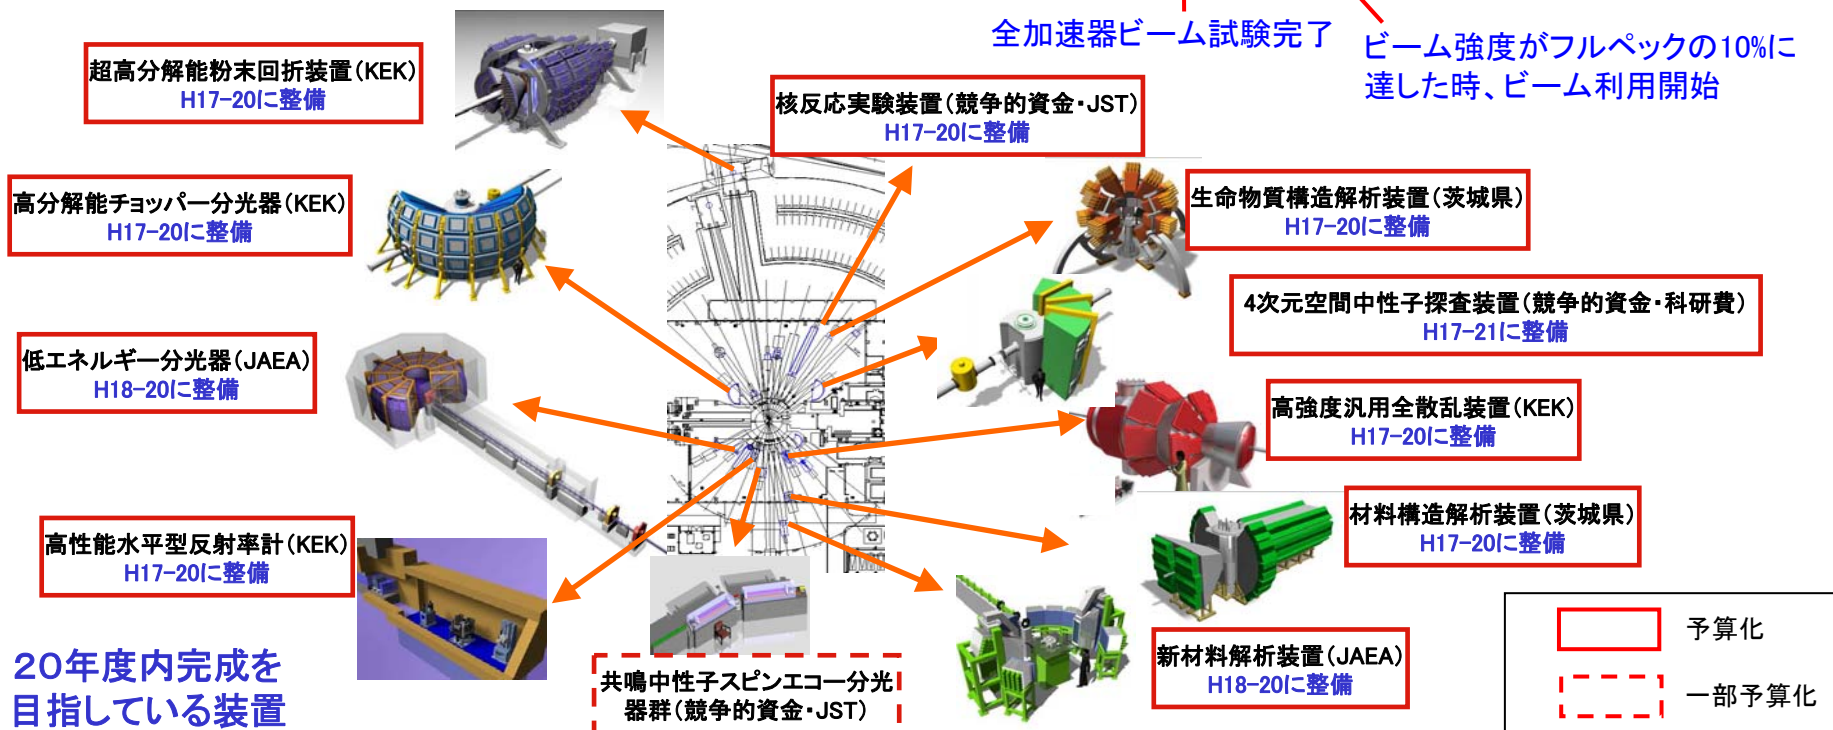 全加速器ビーム試験完了
ビーム強度がフルペックの10%に
達した時、ビーム利用開始
超高分解能粉末回折装置(KEK)
H17-20に整備
核反応実験装置(競争的資金・JST)
H17-20に整備
高分解能チョッパー分光器(KEK)
H17-20に整備
生命物質構造解析装置(茨城県)
H17-20に整備
4次元空間中性子探査装置(競争的資金・科研費)
H17-21に整備
低エネルギー分光器(JAEA)
H18-20に整備
高強度汎用全散乱装置(KEK)
H17-20に整備
材料構造解析装置(茨城県)
H17-20に整備
高性能水平型反射率計(KEK)
H17-20に整備
新材料解析装置(JAEA)
H18-20に整備
共鳴中性子スピンエコー分光
器群(競争的資金・JST)
20年度内完成を
目指している装置
予算化
一部予算化